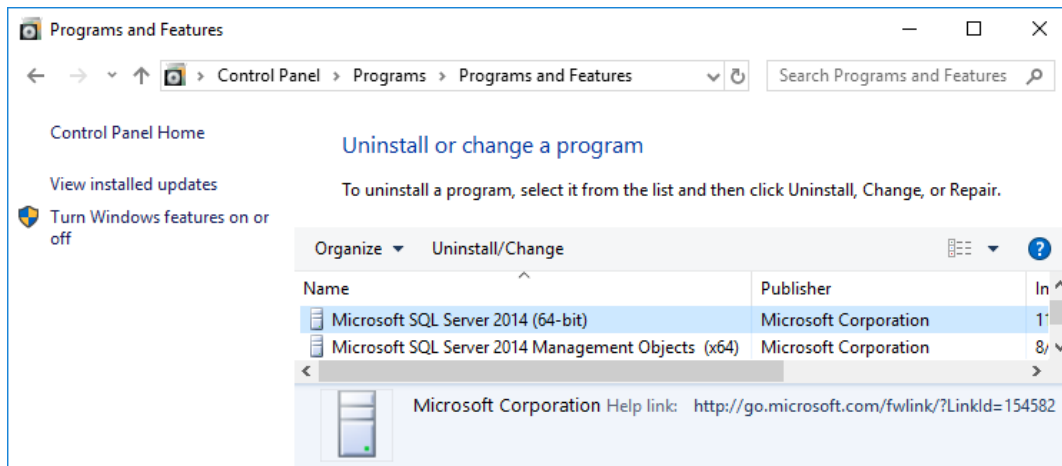 Programs and Features
Control Panel > Programs > Programs and Features
Search Programs and Features
Control Panel Home
View installed updates
Turn Windows features on or
off
Uninstall or change a program
To uninstall a program, select it from the list and then click Uninstall, Change, or Repair.
Organize Uninstall/Change
Name Publisher In
Microsoft SQL Server 2014 (64-bit) Microsoft Corporation 1
Microsoft SQL Server 2014 Management Objects (x64) Microsoft Corporation 8/
Microsoft Corporation Help link: http://go.microsoft.com/fwlink/?LinkId=154582